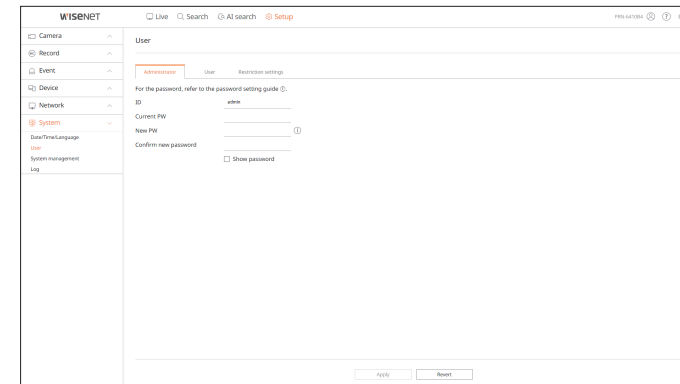 WISENET
Live Search AI search Setup
PRN-6410B4
Camera
Record
Event
Device
Network
System
Date/Time/Language
User
System management
Log
User
Administrator User Restriction settings
For the password, refer to the password setting guide
ID admin
Current PW
New PW
Confirm new password
Show password
Apply Revert